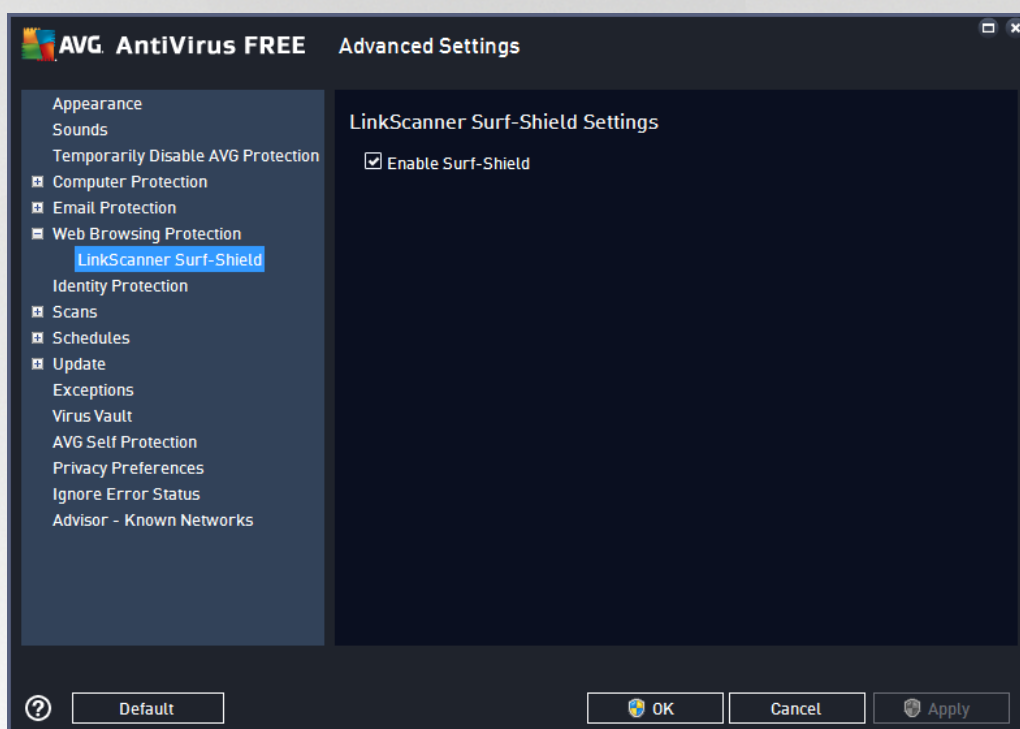 AVG. AntiVirus FREE Advanced Settings
Appearance
Sounds
Temporarily Disable AVG Protection
Computer Protection
Email Protection
Web Browsing Protection
LinkScanner Surf-Shield
Identity Protection
Scans
Schedules
Update
Exceptions
Virus Vault
AVG Self Protection
Privacy Preferences
Ignore Error Status
Advisor - Known Networks
LinkScanner Surf-Shield Settings
Enable Surf-Shield
? Default OK Cancel Apply